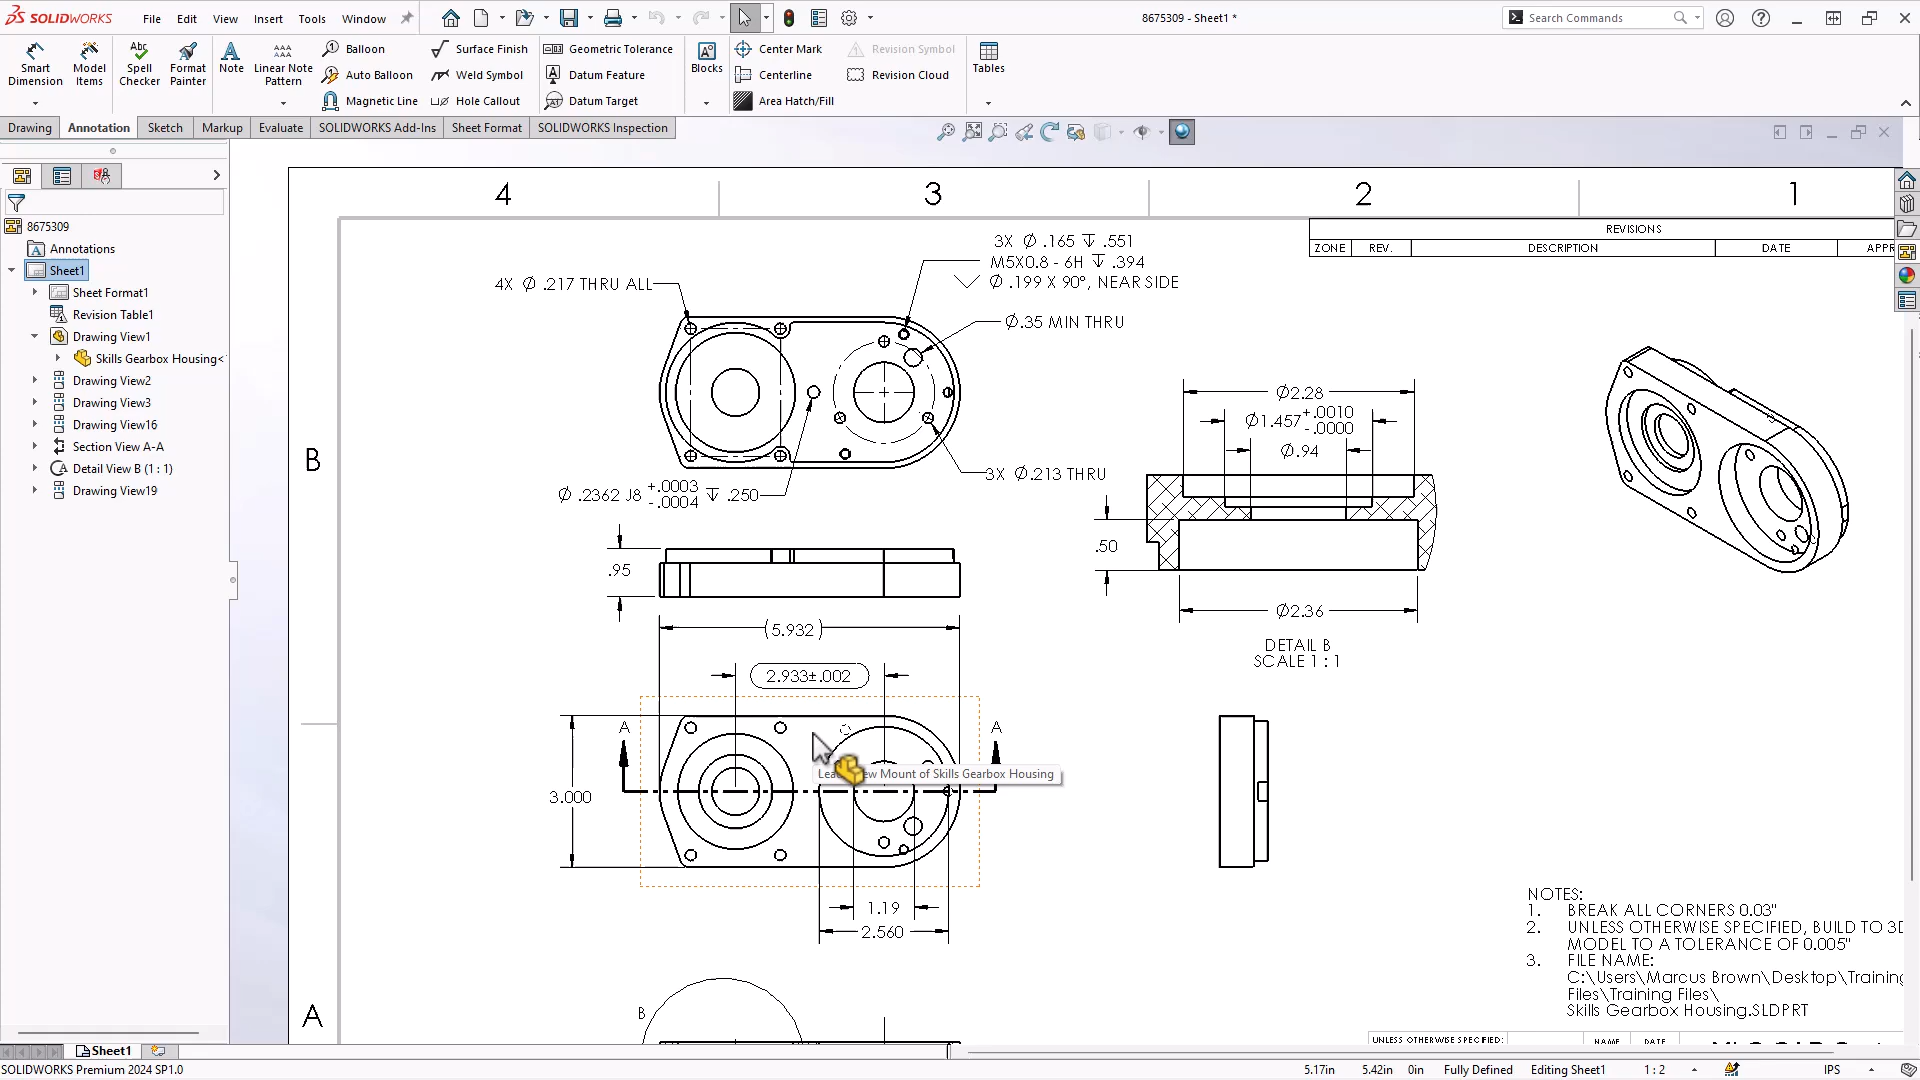 SOLIDWORKS
File Edit View Insert Tools Window
8675309 - Sheet1 *
Search Commands
Smart Dimension
Model Items
Spell Checker
Format Painter
Note
Linear Note Pattern
Balloon
Auto Balloon
Magnetic Line
Surface Finish
Weld Symbol
Hole Callout
Geometric Tolerance
Datum Feature
Datum Target
Blocks
Center Mark
Centerline
Area Hatch/Fill
Revision Symbol
Revision Cloud
Tables
Drawing Annotation Sketch Markup Evaluate SOLIDWORKS Add-Ins Sheet Format SOLIDWORKS Inspection
8675309
Annotations
Sheet1
Sheet Format1
Revision Table1
Drawing View1
Skills Gearbox Housing<
Drawing View2
Drawing View3
Drawing View16
Section View A-A
Detail View B (1 : 1)
Drawing View19
4 3 2 1
B
A
REVISIONS
ZONE REV. DESCRIPTION DATE APPR
3X Ø .165 ↧ .551
M5X0.8 - 6H ↧ .394
⌵ Ø .199 X 90°, NEAR SIDE
4X Ø .217 THRU ALL
Ø.35 MIN THRU
3X Ø.213 THRU
Ø .2362 J8 +.0003 -.0004 ↧ .250
Ø2.28
Ø1.457 +.0010 -.0000
Ø.94
.50
Ø2.36
DETAIL B
SCALE 1 : 1
.95
(5.932)
2.933±.002
A A
3.000
Mount of Skills Gearbox Housing
1.19
2.560
B
NOTES:
1. BREAK ALL CORNERS 0.03"
2. UNLESS OTHERWISE SPECIFIED, BUILD TO 3D
MODEL TO A TOLERANCE OF 0.005"
3. FILE NAME:
C:\Users\Marcus Brown\Desktop\Training
Files\Training Files\
Skills Gearbox Housing.SLDPRT
UNLESS OTHERWISE SPECIFIED: NAME DATE
Sheet1
SOLIDWORKS Premium 2024 SP1.0
5.17in 5.42in 0in Fully Defined Editing Sheet1 1 : 2 IPS